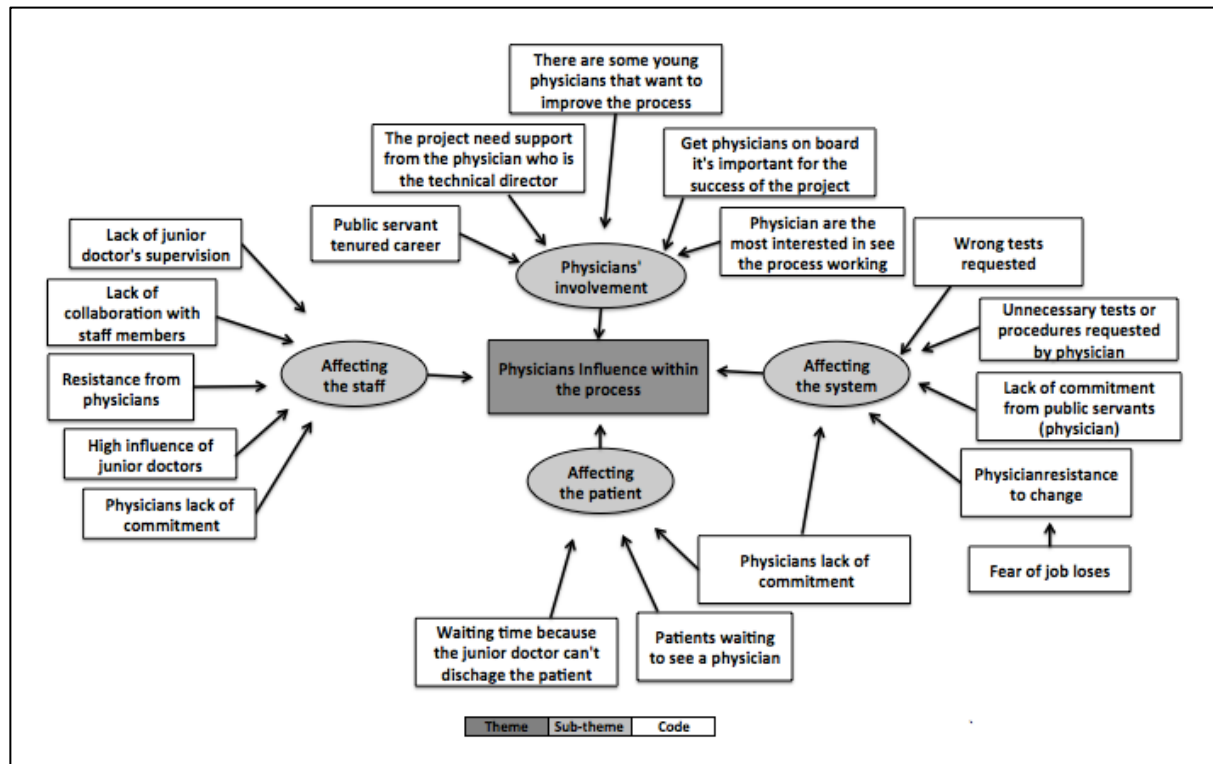 There are some young
physicians that want to
improve the process
The project need support
from the physician who is
the technical director
Get physicians on board
it's important for the
success of the project
Public servant
tenured career
Physician are the
most interested in see
the process working
Physicians'
involvement
Lack of junior
doctor's supervision
Lack of
collaboration with
staff members
Resistance from
physicians
High influence of
junior doctors
Physicians lack of
commitment
Affecting
the staff
Physicians Influence within
the process
Affecting
the system
Wrong tests
requested
Unnecessary tests or
procedures requested
by physician
Lack of commitment
from public servants
(physician)
Physicianresistance
to change
Fear of job loses
Affecting
the patient
Physicians lack of
commitment
Waiting time because
the junior doctor can't
dischage the patient
Patients waiting
to see a physician
Theme
Sub-theme
Code